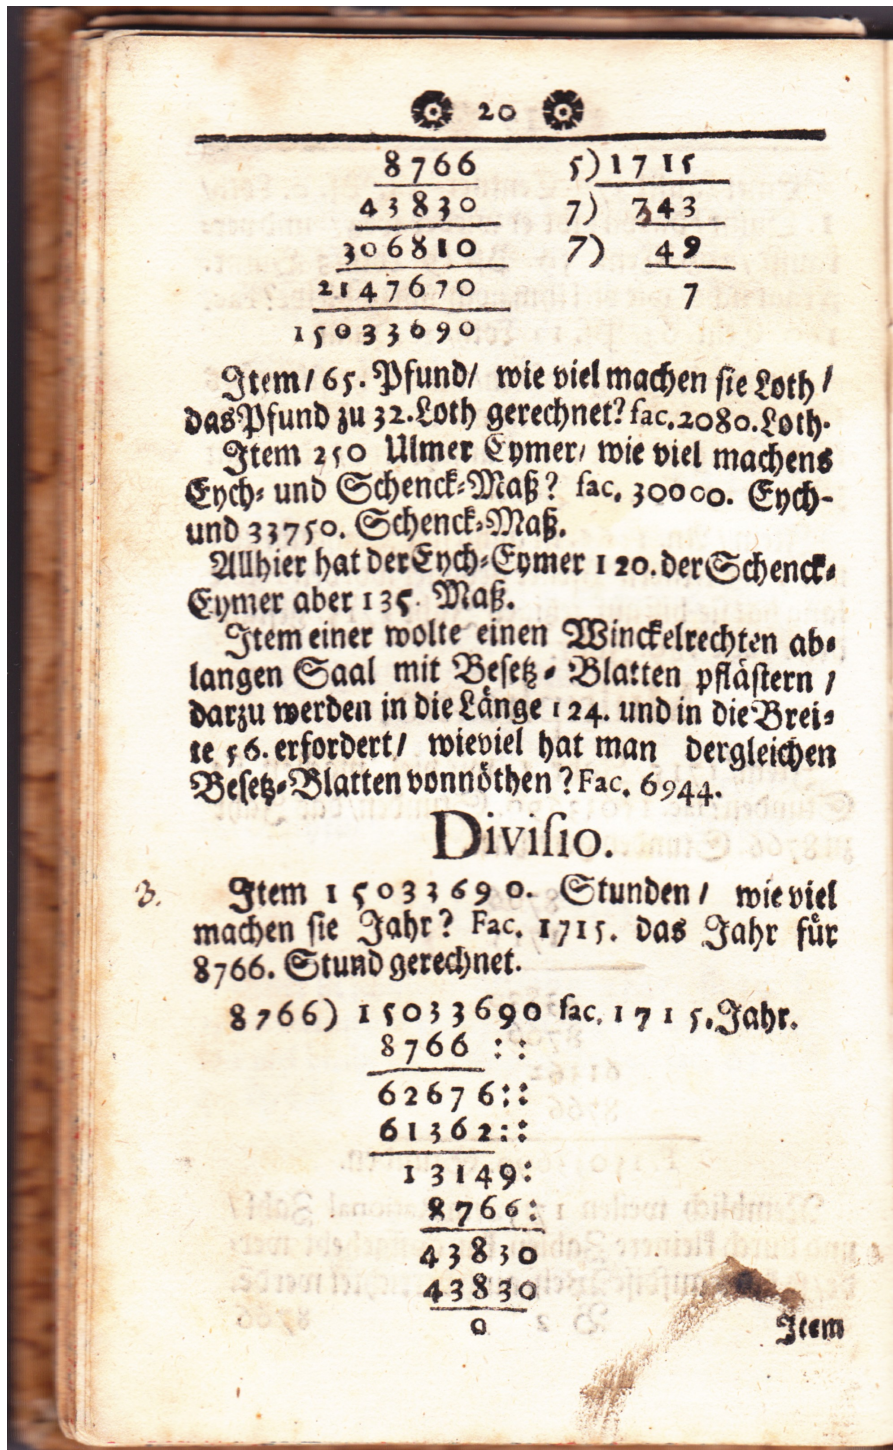 20
8766 5) 1715
43830 7) 343
306810 7) 49
2147670 7
15033690
Item/ 65. Pfund/ wie viel machen sie Loth/
das Pfund zu 32. Loth gerechnet? fac. 2080. Loth.
Item 250 Ulmer Eymer/ wie viel machens
Eych- und Schenck-Maß? fac. 30000. Eych-
und 33750. Schenck-Maß.
Allhier hat der Eych-Eymer 120. der Schenck-
Eymer aber 135. Maß.
Item einer wolte einen Winckelrechten ab-
langen Saal mit Besetz-Blatten pflästern /
darzu werden in die Länge 124. und in die Brei-
te 56. erfordert/ wieviel hat man dergleichen
Besetz-Blatten vonnöthen? Fac. 6944.
Divisio.
3. Item 15033690. Stunden / wie viel
machen sie Jahr? Fac. 1715. das Jahr für
8766. Stund gerechnet.
8766) 15033690 fac. 1715. Jahr.
8766 : :
62676::
61362::
13149:
8766:
43830
43830
0
Item